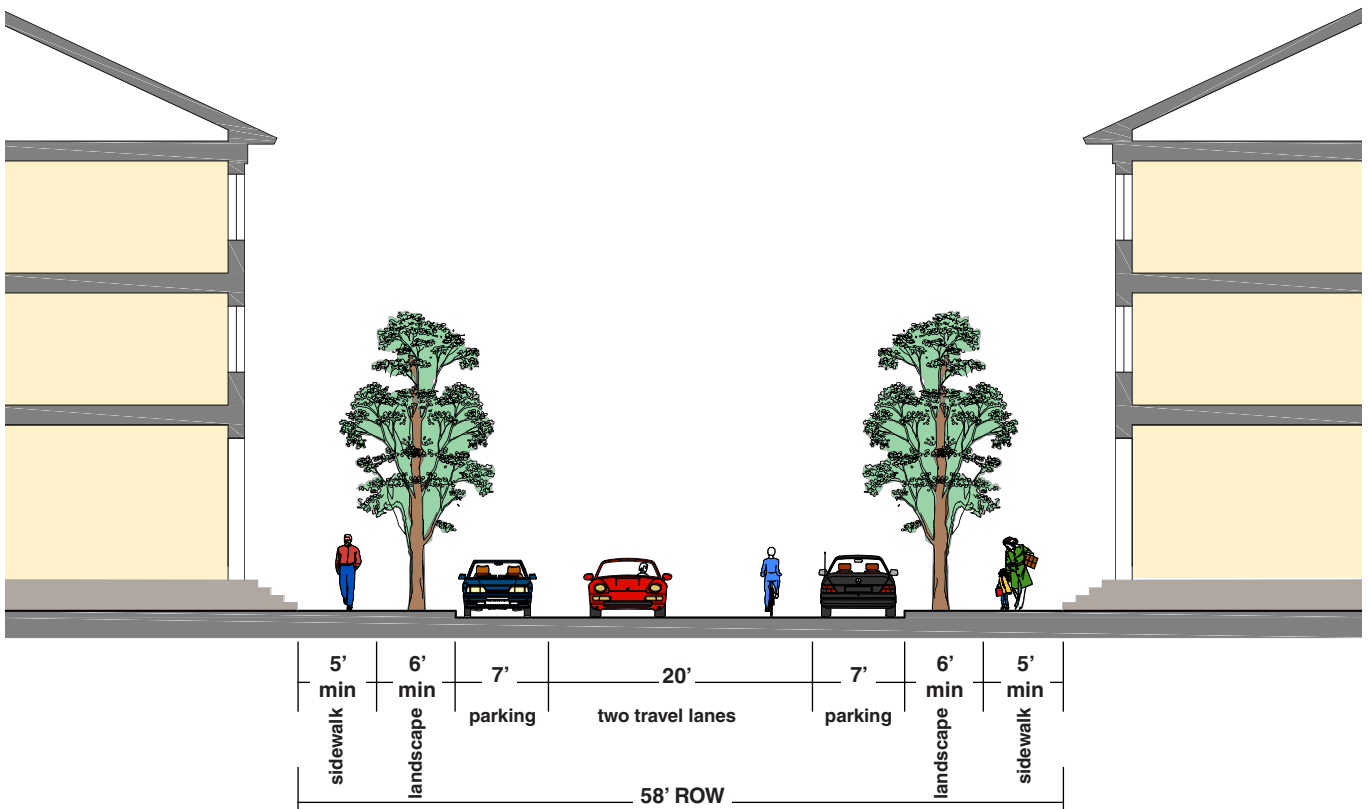 5’ min sidewalk
6’ min landscape
7’ parking
20’ two travel lanes
7’ parking
6’ min landscape
5’ min sidewalk
58’ ROW